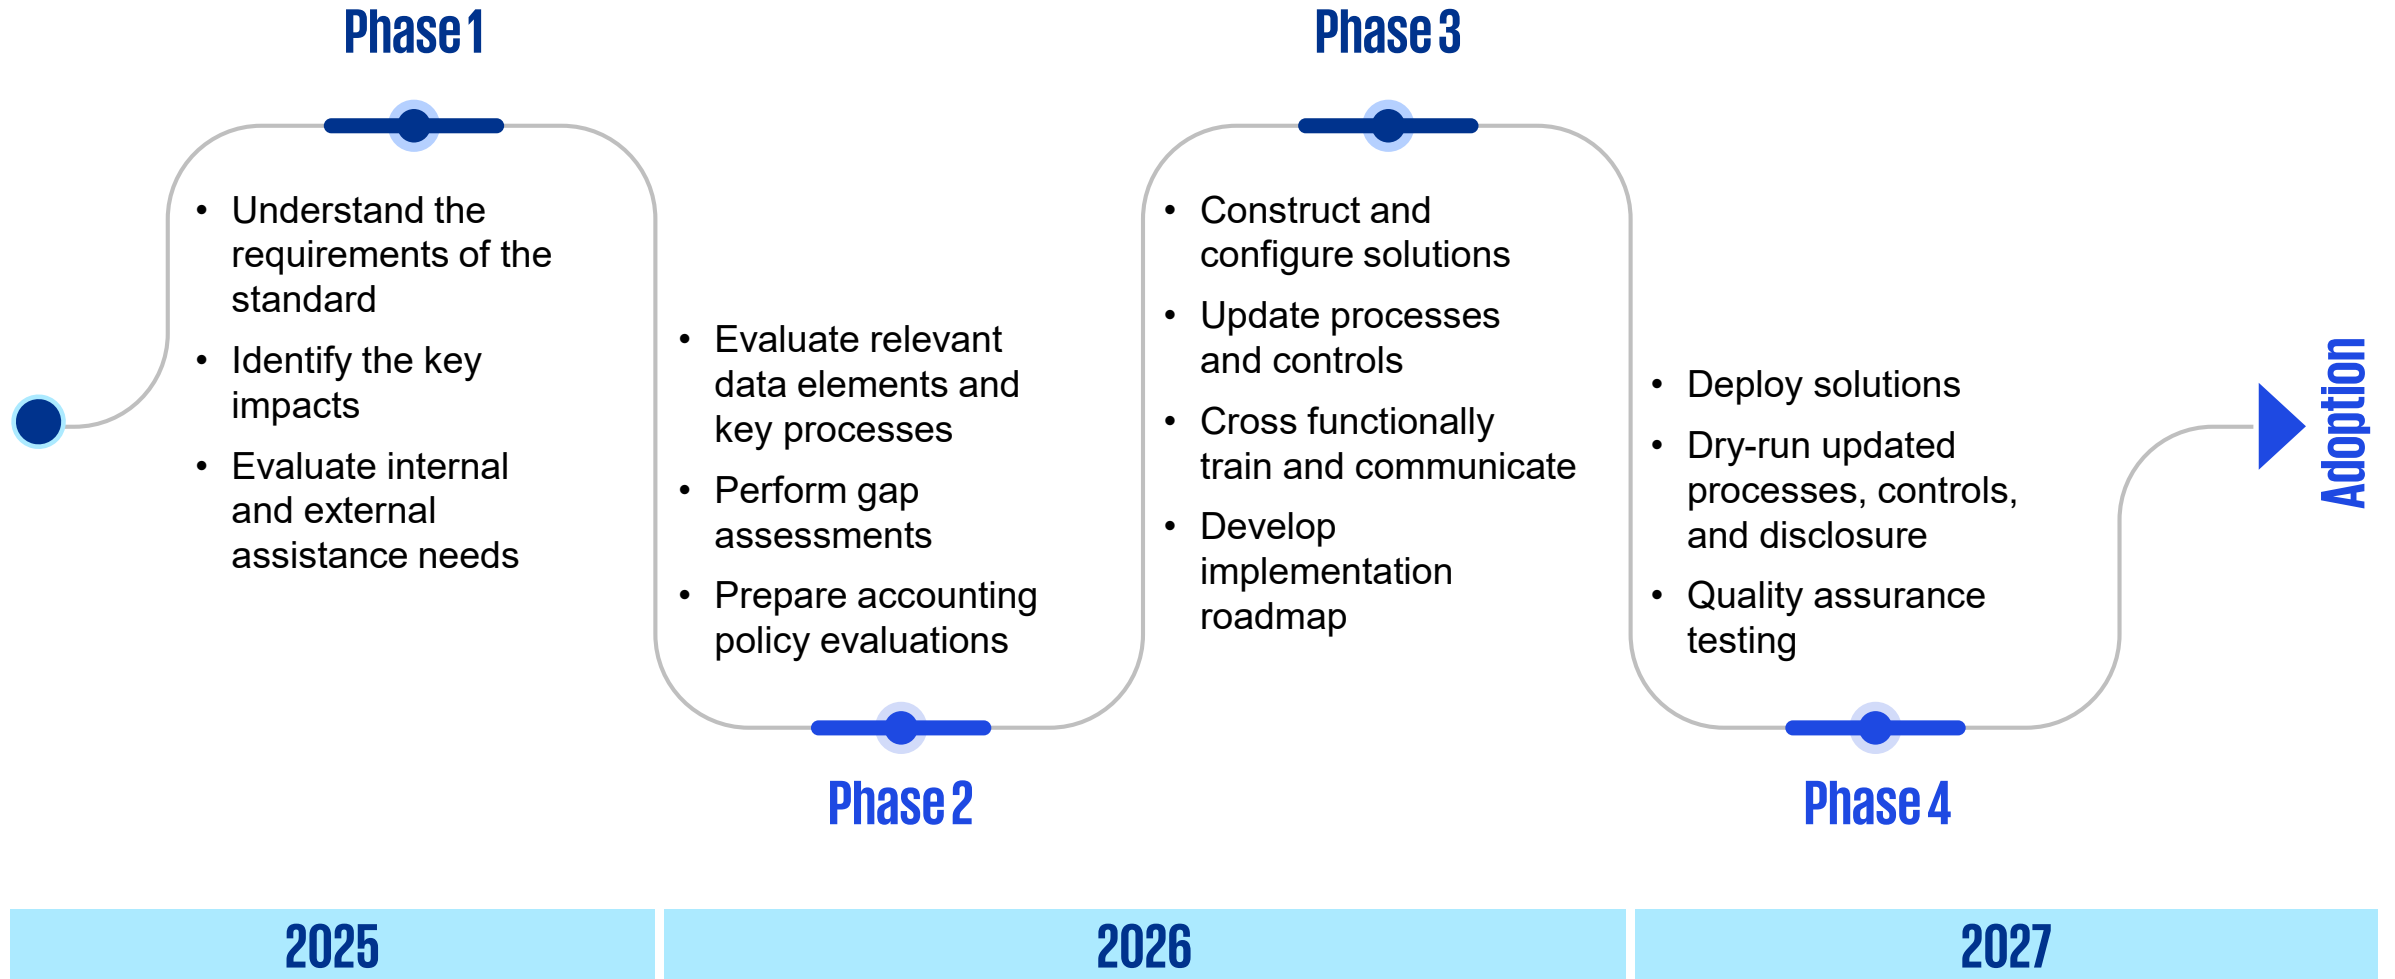 Phase 1
• Understand the
requirements of the
standard
• Identify the key
impacts
• Evaluate internal
and external
assistance needs
• Evaluate relevant
data elements and
key processes
• Perform gap
assessments
• Prepare accounting
policy evaluations
Phase 2
Phase 3
• Construct and
configure solutions
• Update processes
and controls
• Cross functionally
train and communicate
• Develop
implementation
roadmap
• Deploy solutions
• Dry-run updated
processes, controls,
and disclosure
• Quality assurance
testing
Phase 4
Adoption
2025
2026
2027